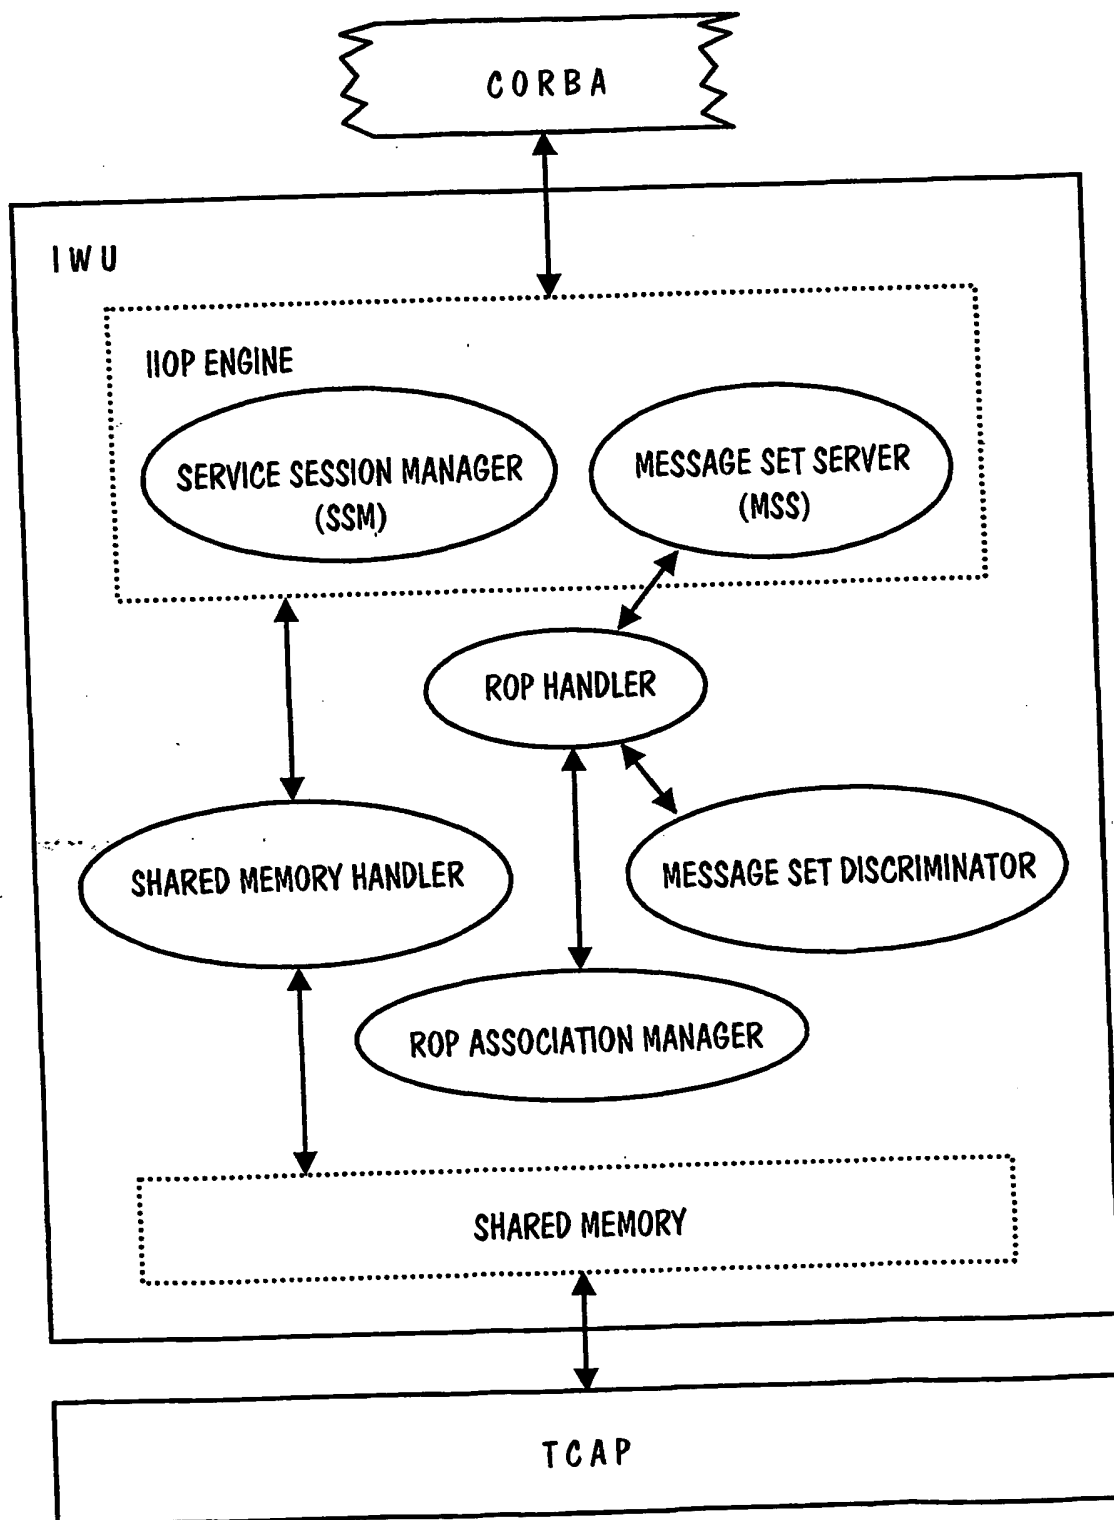 CORBA
IWU
IIOP ENGINE
SERVICE SESSION MANAGER
(SSM)
MESSAGE SET SERVER
(MSS)
ROP HANDLER
SHARED MEMORY HANDLER
MESSAGE SET DISCRIMINATOR
ROP ASSOCIATION MANAGER
SHARED MEMORY
TCAP